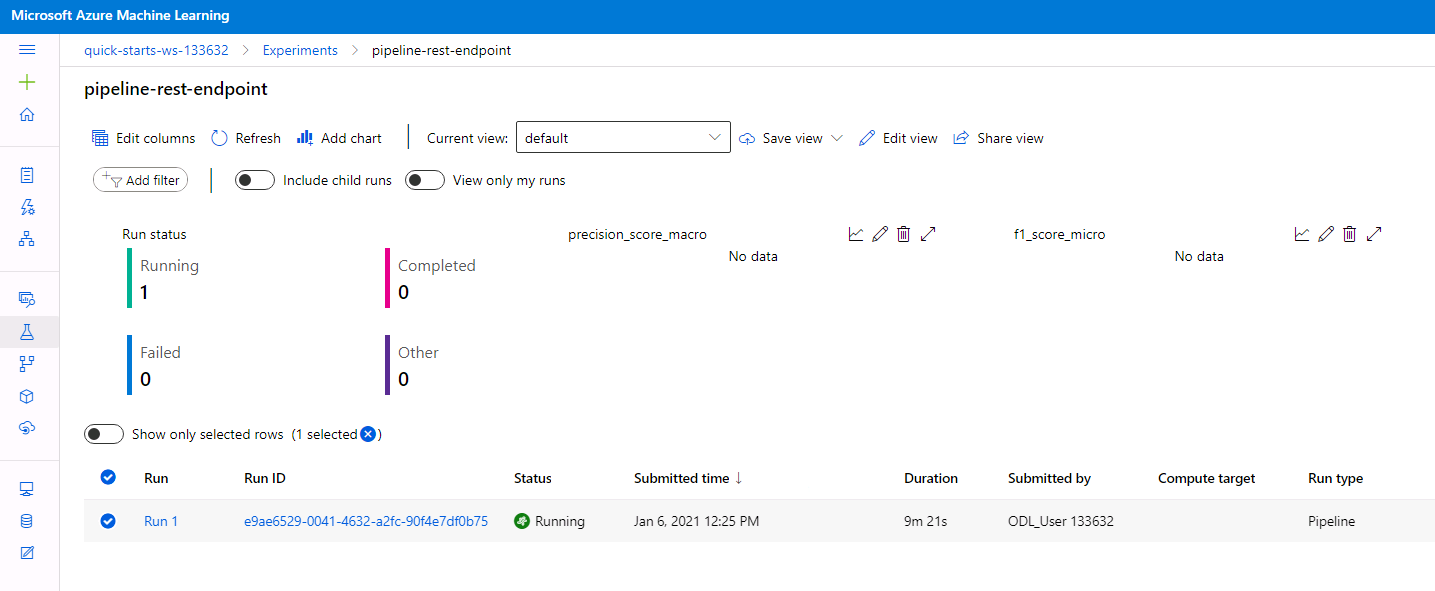 Microsoft Azure Machine Learning
quick-starts-ws-133632 > Experiments > pipeline-rest-endpoint
pipeline-rest-endpoint
Edit columns Refresh Add chart Current view: default Save view Edit view Share view
Add filter Include child runs View only my runs
Run status precision_score_macro f1_score_micro
No data No data
Running Completed
1 0
Failed Other
0 0
Show only selected rows (1 selected )
Run Run ID Status Submitted time ↓ Duration Submitted by Compute target Run type
Run 1 e9ae6529-0041-4632-a2fc-90f4e7df0b75 Running Jan 6, 2021 12:25 PM 9m 21s ODL_User 133632 Pipeline